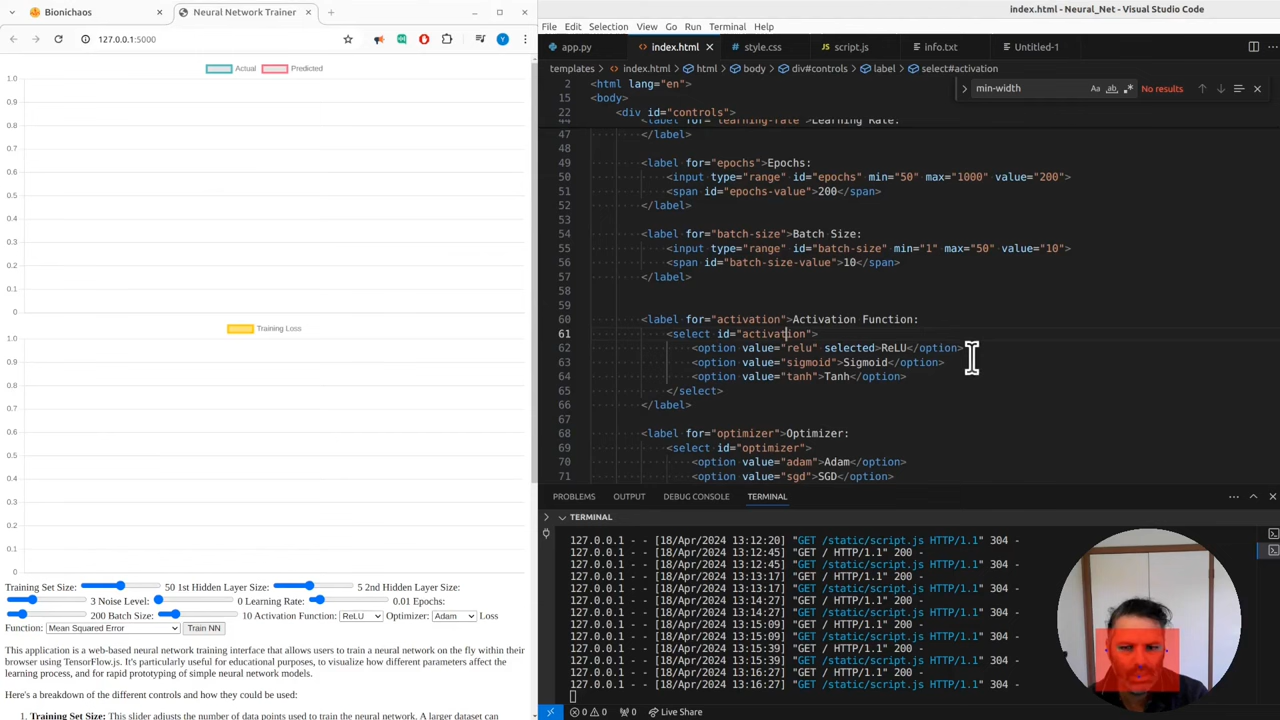 Bionichaos
Neural Network Trainer
127.0.0.1:5000
Actual Predicted
1.0
0.9
0.8
0.7
0.6
0.5
0.4
0.3
0.2
0.1
0
Training Loss
1.0
0.9
0.8
0.7
0.6
0.5
0.4
0.3
0.2
0.1
0
Training Set Size: 50 1st Hidden Layer Size: 5 2nd Hidden Layer Size:
3 Noise Level: 0 Learning Rate: 0.01 Epochs:
200 Batch Size: 10 Activation Function: ReLU Optimizer: Adam Loss
Function: Mean Squared Error Train NN
This application is a web-based neural network training interface that allows users to train a neural network on the fly within their
browser using TensorFlow.js. It's particularly useful for educational purposes, to visualize how different parameters affect the
learning process, and for rapid prototyping of simple neural network models.
Here's a breakdown of the different controls and how they could be used:
1. Training Set Size: This slider adjusts the number of data points used to train the neural network. A larger dataset can
index.html - Neural_Net - Visual Studio Code
File Edit Selection View Go Run Terminal Help
app.py index.html style.css script.js info.txt Untitled-1
templates > index.html > html > body > div#controls > label > select#activation
min-width Aa ab No results
2 <html lang="en">
15 <body>
22 <div id="controls">
44 <label for="learning-rate">Learning Rate:
47 </label>
48
49 <label for="epochs">Epochs:
50 <input type="range" id="epochs" min="50" max="1000" value="200">
51 <span id="epochs-value">200</span>
52 </label>
53
54 <label for="batch-size">Batch Size:
55 <input type="range" id="batch-size" min="1" max="50" value="10">
56 <span id="batch-size-value">10</span>
57 </label>
58
59
60 <label for="activation">Activation Function:
61 <select id="activation">
62 <option value="relu" selected>ReLU</option>
63 <option value="sigmoid">Sigmoid</option>
64 <option value="tanh">Tanh</option>
65 </select>
66 </label>
67
68 <label for="optimizer">Optimizer:
69 <select id="optimizer">
70 <option value="adam">Adam</option>
71 <option value="sgd">SGD</option>
PROBLEMS OUTPUT DEBUG CONSOLE TERMINAL
TERMINAL
127.0.0.1 - - [18/Apr/2024 13:12:20] "GET /static/script.js HTTP/1.1" 304 -
127.0.0.1 - - [18/Apr/2024 13:12:45] "GET / HTTP/1.1" 200 -
127.0.0.1 - - [18/Apr/2024 13:12:45] "GET /static/script.js HTTP/1.1" 304 -
127.0.0.1 - - [18/Apr/2024 13:13:17] "GET / HTTP/1.1" 200 -
127.0.0.1 - - [18/Apr/2024 13:13:17] "GET /static/script.js HTTP/1.1" 304 -
127.0.0.1 - - [18/Apr/2024 13:14:27] "GET / HTTP/1.1" 200 -
127.0.0.1 - - [18/Apr/2024 13:14:27] "GET /static/script.js HTTP/1.1" 304 -
127.0.0.1 - - [18/Apr/2024 13:15:09] "GET / HTTP/1.1" 200 -
127.0.0.1 - - [18/Apr/2024 13:15:09] "GET /static/script.js HTTP/1.1" 304 -
127.0.0.1 - - [18/Apr/2024 13:15:39] "GET / HTTP/1.1" 200 -
127.0.0.1 - - [18/Apr/2024 13:15:39] "GET /static/script.js HTTP/1.1" 304 -
127.0.0.1 - - [18/Apr/2024 13:16:27] "GET / HTTP/1.1" 200 -
127.0.0.1 - - [18/Apr/2024 13:16:27] "GET /static/script.js HTTP/1.1" 304 -
0 0 0 Live Share